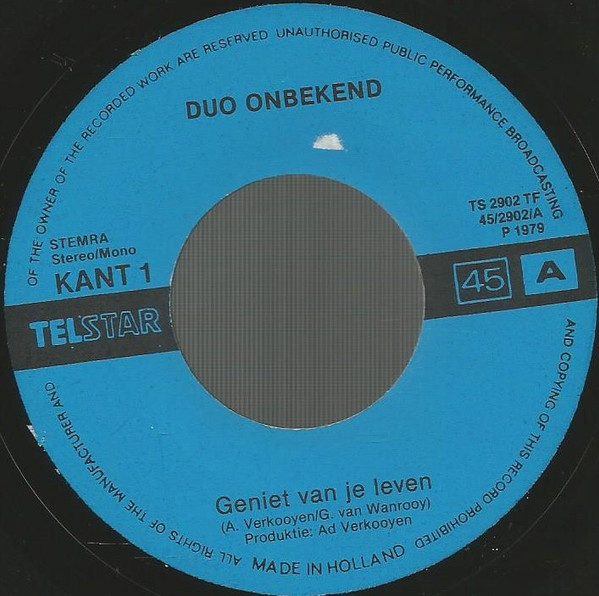 ALL RIGHTS OF THE MANUFACTURER AND OF THE OWNER OF THE RECORDED WORK ARE RESERVED UNAUTHORISED PUBLIC PERFORMANCE BROADCASTING AND COPYING OF THIS RECORD PROHIBITED
DUO ONBEKEND
TS 2902 TF
45/2902/A
P 1979
STEMRA
Stereo/Mono
KANT 1
45 A
TELSTAR
Geniet van je leven
(A. Verkooyen/G. van Wanrooy)
Produktie: Ad Verkooyen
MADE IN HOLLAND